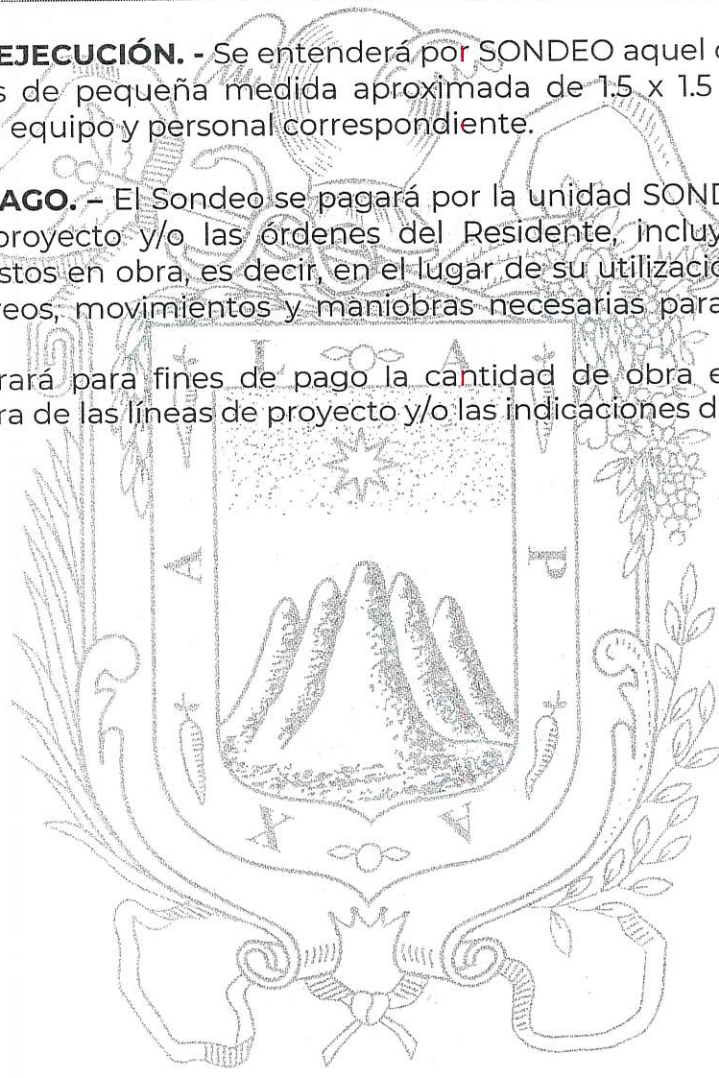 EJECUCIÓN. - Se entenderá por SONDEO aquel
s de pequeña medida aproximada de 1.5 x 1.5
equipo y personal correspondiente.
AGO. – El Sondeo se pagará por la unidad SOND
proyecto y/o las órdenes del Residente, incluy
stos en obra, es decir, en el lugar de su utilizació
reos, movimientos y maniobras necesarias para
rará para fines de pago la cantidad de obra e
ra de las líneas de proyecto y/o las indicaciones d
A P